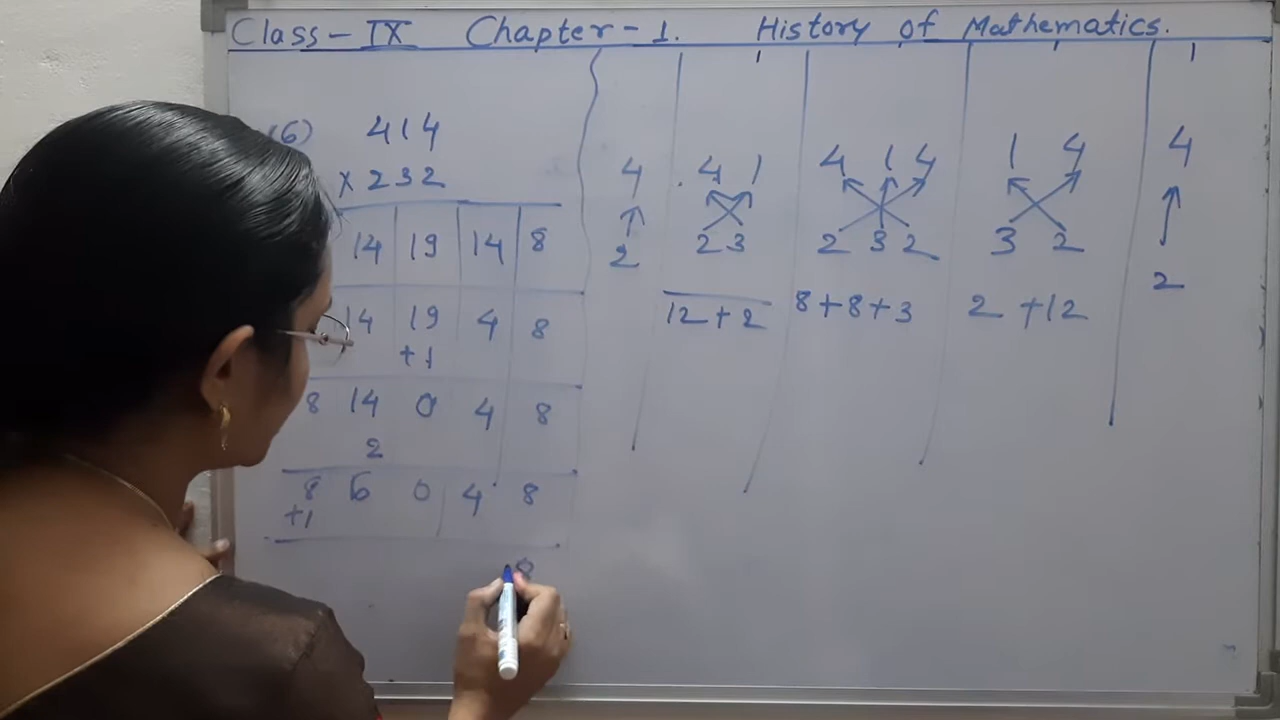 Class-IX Chapter-1. History of Mathematics.
(6) 414
x 232
14 19 14 8
14 19 4 8
+1
8 14 0 4 8
2
8 6 0 4 8
+1
8
4 4 1 4 1 4 1 4 4
2 2 3 2 3 2 3 2 2
12+2 8+8+3 2 +12